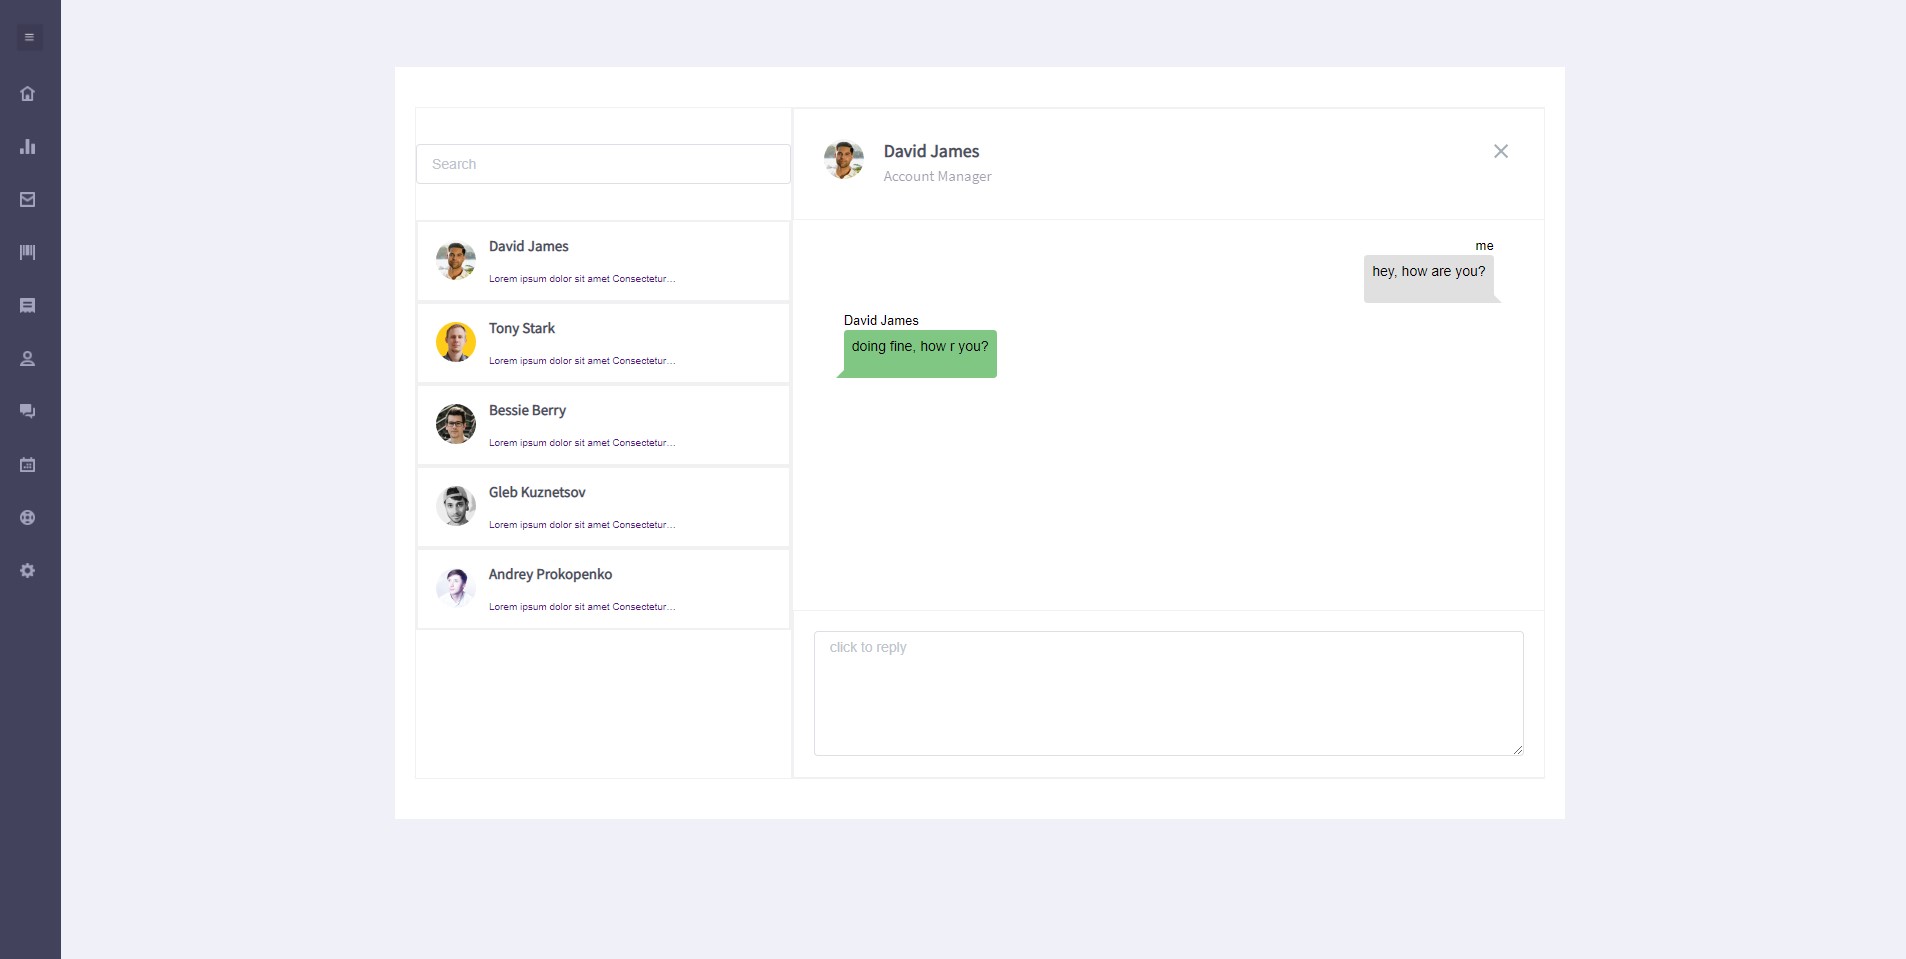 Search
David James
Lorem ipsum dolor sit amet Consectetur...
Tony Stark
Lorem ipsum dolor sit amet Consectetur...
Bessie Berry
Lorem ipsum dolor sit amet Consectetur...
Gleb Kuznetsov
Lorem ipsum dolor sit amet Consectetur...
Andrey Prokopenko
Lorem ipsum dolor sit amet Consectetur...
David James
Account Manager
me
hey, how are you?
David James
doing fine, how r you?
click to reply